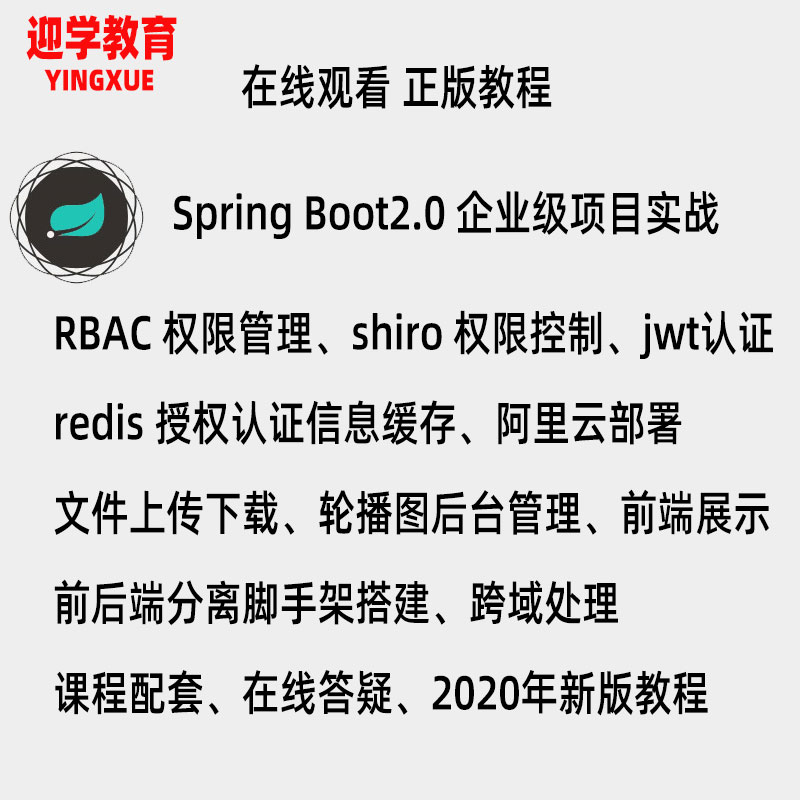 迎学教育
YINGXUE
在线观看 正版教程
Spring Boot2.0 企业级项目实战
RBAC 权限管理、shiro 权限控制、jwt认证
redis 授权认证信息缓存、阿里云部署
文件上传下载、轮播图后台管理、前端展示
前后端分离脚手架搭建、跨域处理
课程配套、在线答疑、2020年新版教程